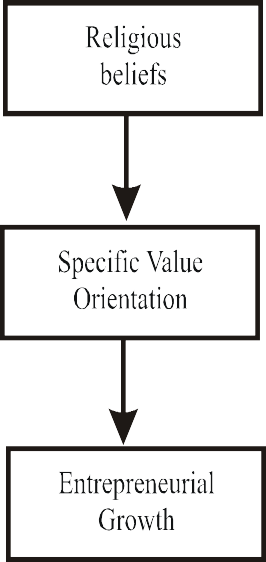 Religious
beliefs
Specific Value
Orientation
Entrepreneurial
Growth